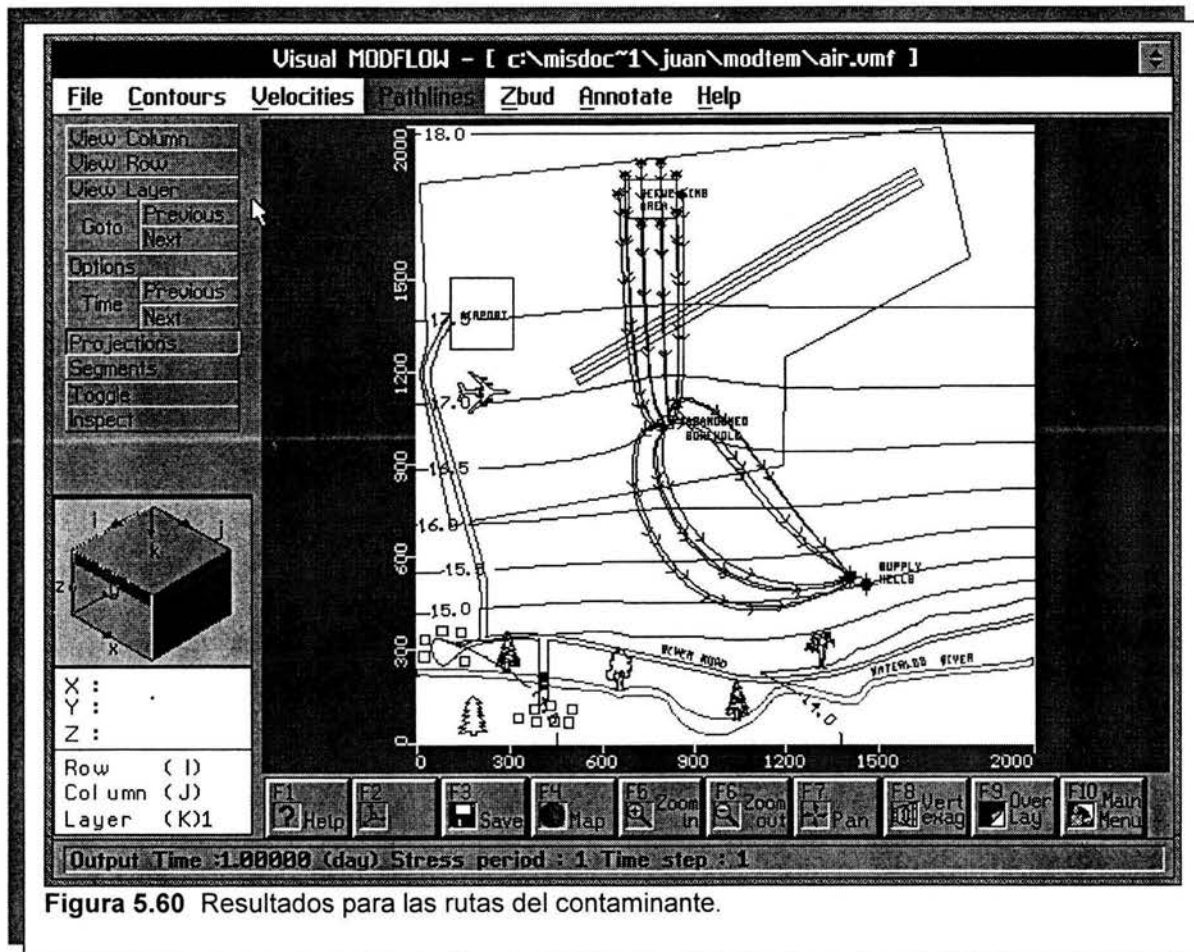 Visual MODFLOW - [ c:\misdoc~1\juan\modtem\air.vmf ]
File Contours Velocities Pathlines Zbud Annotate Help
View Column
View Row
View Layer
Goto Previous
Next
Options
Time Previous
Next
Projections
Segments
Toggle
Inspect
X :
Y :
Z :
Row (I)
Column (J)
Layer (K)1
2000
1500
1200
900
600
300
0
18.0
AREA
AIRPORT
17.5
17.0
ABANDONED
BOREHOLE
16.5
16.0
15.5
15.0
SUPPLY
WELLS
RIVER ROAD
WATERLOO RIVER
0 300 600 900 1200 1500 2000
F1 ? Help
F2
F3 Save
F4 Map
F5 Zoom in
F6 Zoom out
F7 Pan
F8 Vert exag
F9 Over Lay
F10 Main Menu
Output Time :1.00000 (day) Stress period : 1 Time step : 1
Figura 5.60 Resultados para las rutas del contaminante.